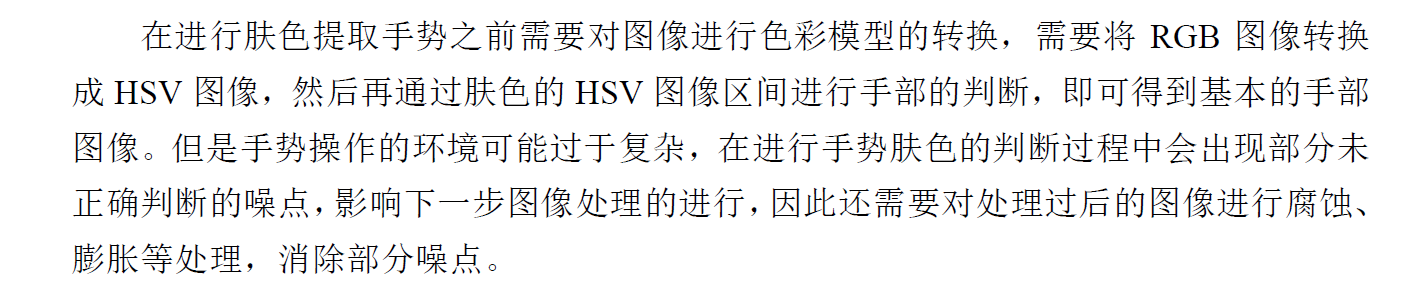 在进行肤色提取手势之前需要对图像进行色彩模型的转换，需要将 RGB 图像转换
成 HSV 图像，然后再通过肤色的 HSV 图像区间进行手部的判断，即可得到基本的手部
图像。但是手势操作的环境可能过于复杂，在进行手势肤色的判断过程中会出现部分未
正确判断的噪点，影响下一步图像处理的进行，因此还需要对处理过后的图像进行腐蚀、
膨胀等处理，消除部分噪点。